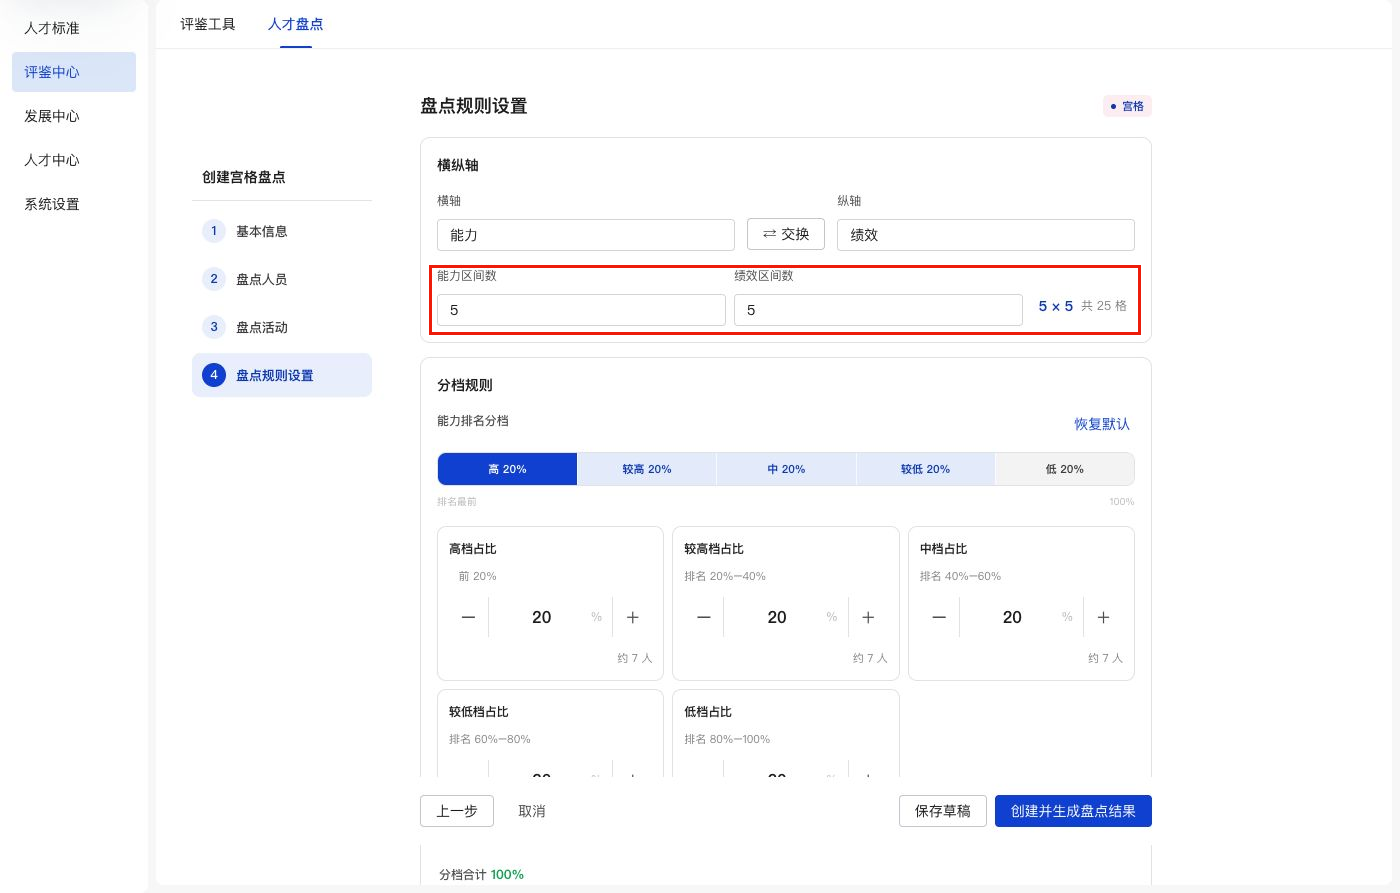 人才标准
评鉴中心
发展中心
人才中心
系统设置
评鉴工具 人才盘点
创建宫格盘点
1 基本信息
2 盘点人员
3 盘点活动
4 盘点规则设置
盘点规则设置 宫格
横纵轴
横轴 纵轴
能力 ⇄ 交换 绩效
能力区间数 绩效区间数
5 5 5 × 5 共 25 格
分档规则
能力排名分档 恢复默认
高 20% 较高 20% 中 20% 较低 20% 低 20%
排名最前 100%
高档占比 较高档占比 中档占比
前 20% 排名 20%—40% 排名 40%—60%
— 20 % + — 20 % + — 20 % +
约 7 人 约 7 人 约 7 人
较低档占比 低档占比
排名 60%—80% 排名 80%—100%
上一步 取消 保存草稿 创建并生成盘点结果
分档合计 100%